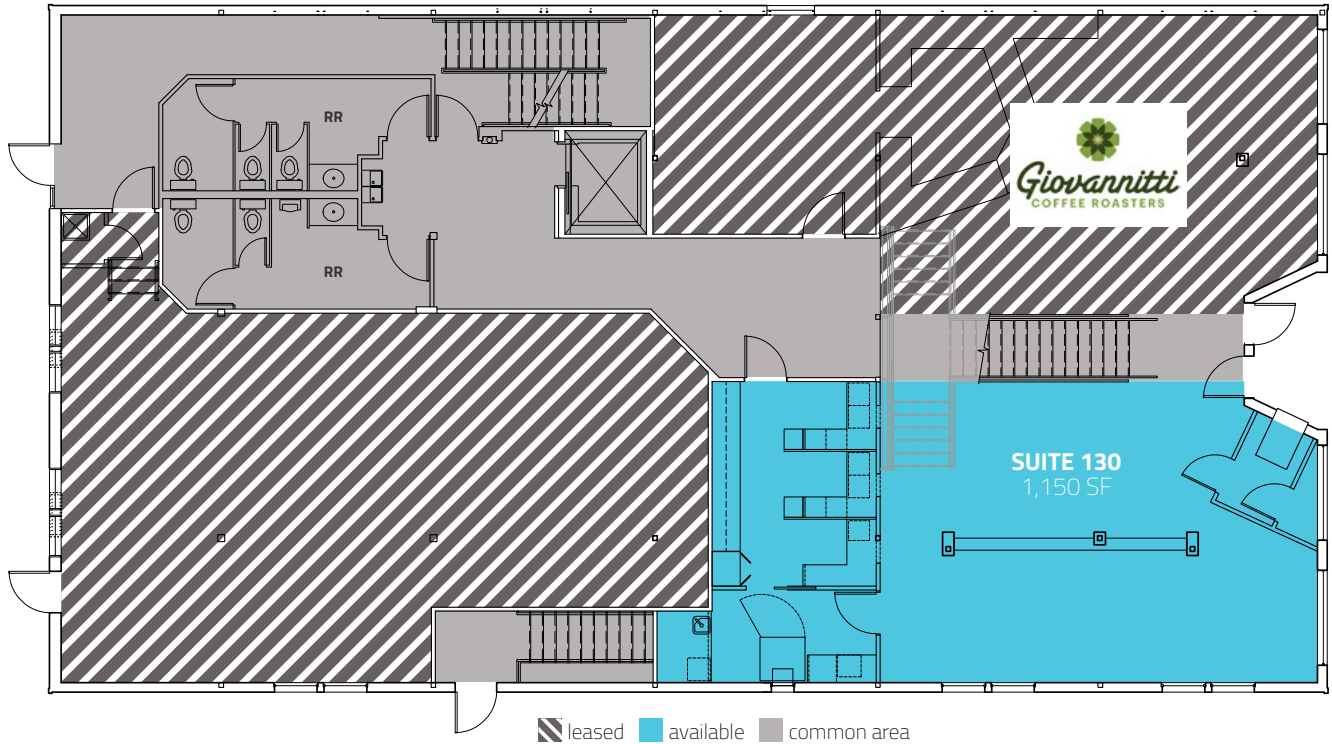 RR
Giovannitti
COFFEE ROASTERS
RR
SUITE 130
1,150 SF
leased available common area